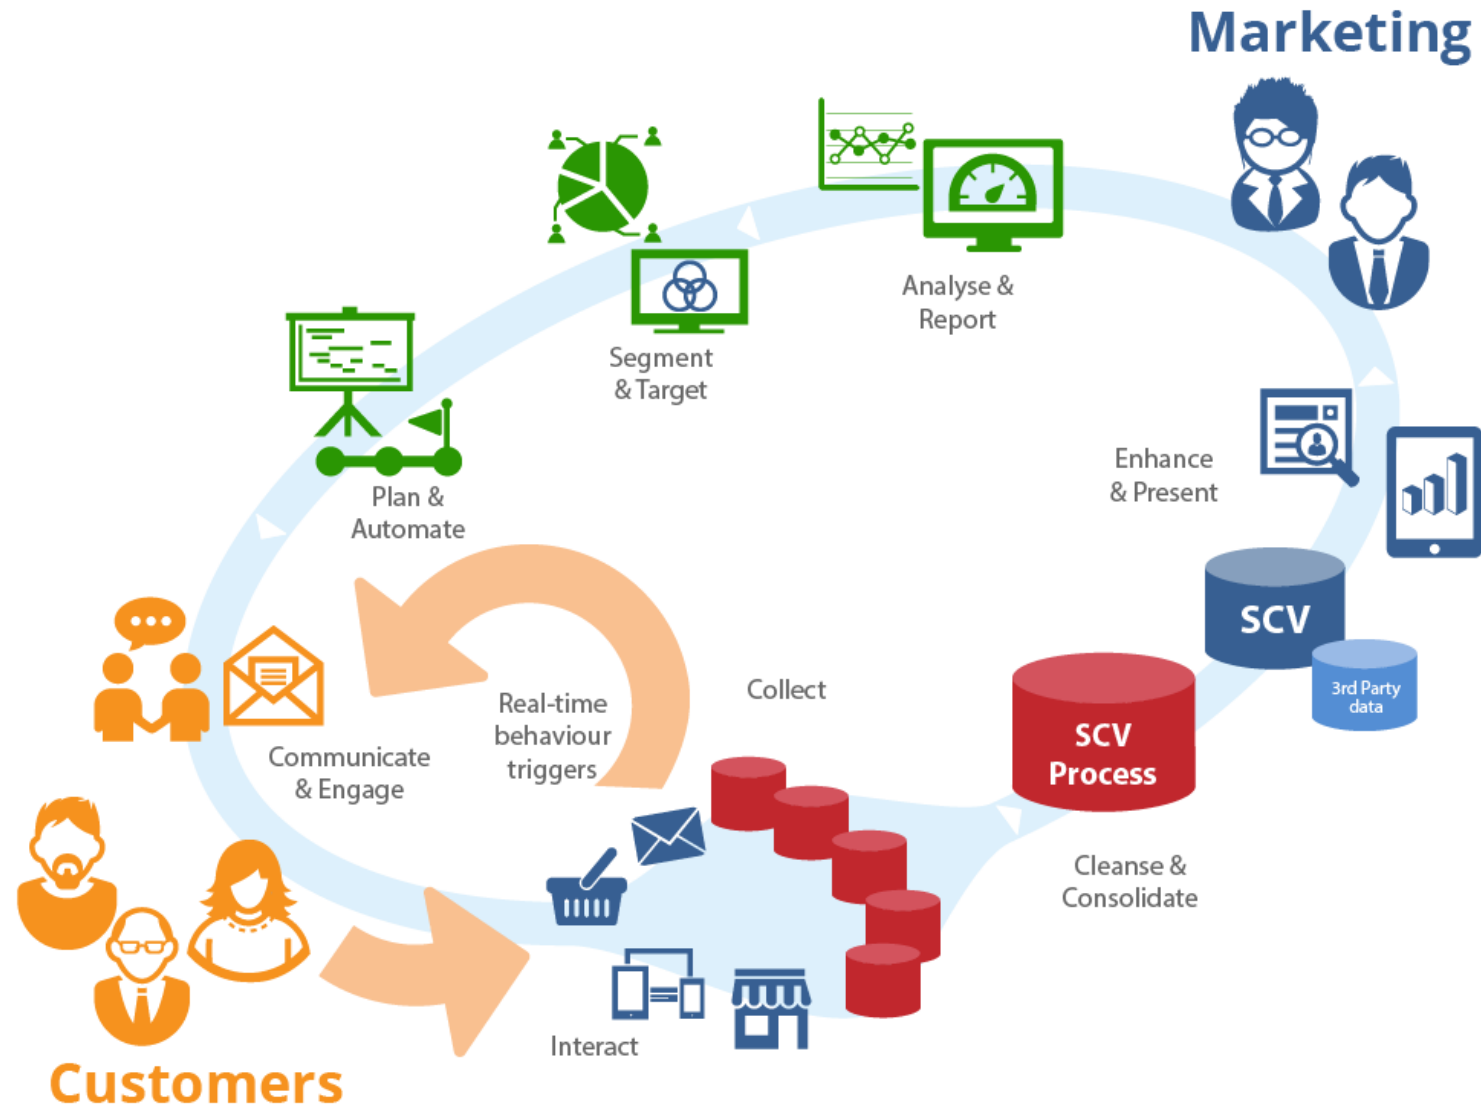 Marketing
Analyse &
Report
Segment
& Target
Plan &
Automate
Enhance
& Present
SCV
3rd Party
data
SCV
Process
Collect
Real-time
behaviour
triggers
Communicate
& Engage
Cleanse &
Consolidate
Interact
Customers